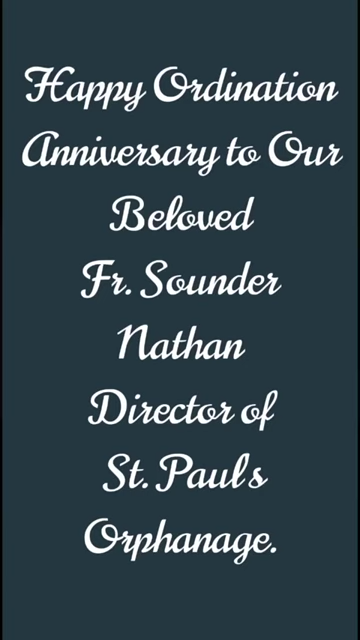 Happy Ordination
Anniversary to Our
Beloved
Fr. Sounder
Nathan
Director of
St. Paul's
Orphanage.